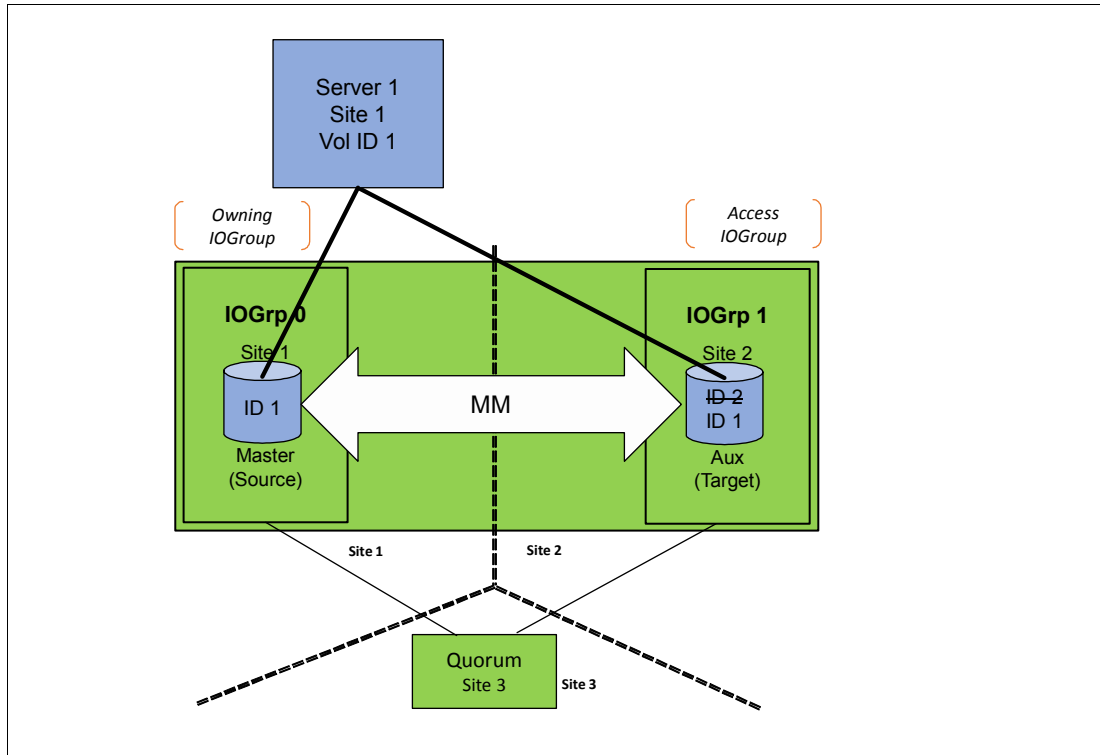 Server 1
Site 1
Vol ID 1
Owning
IOGroup
Access
IOGroup
IOGrp 0
Site 1
ID 1
Master
(Source)
MM
IOGrp 1
Site 2
ID 2
ID 1
Aux
(Target)
Site 1
Site 2
Quorum
Site 3
Site 3